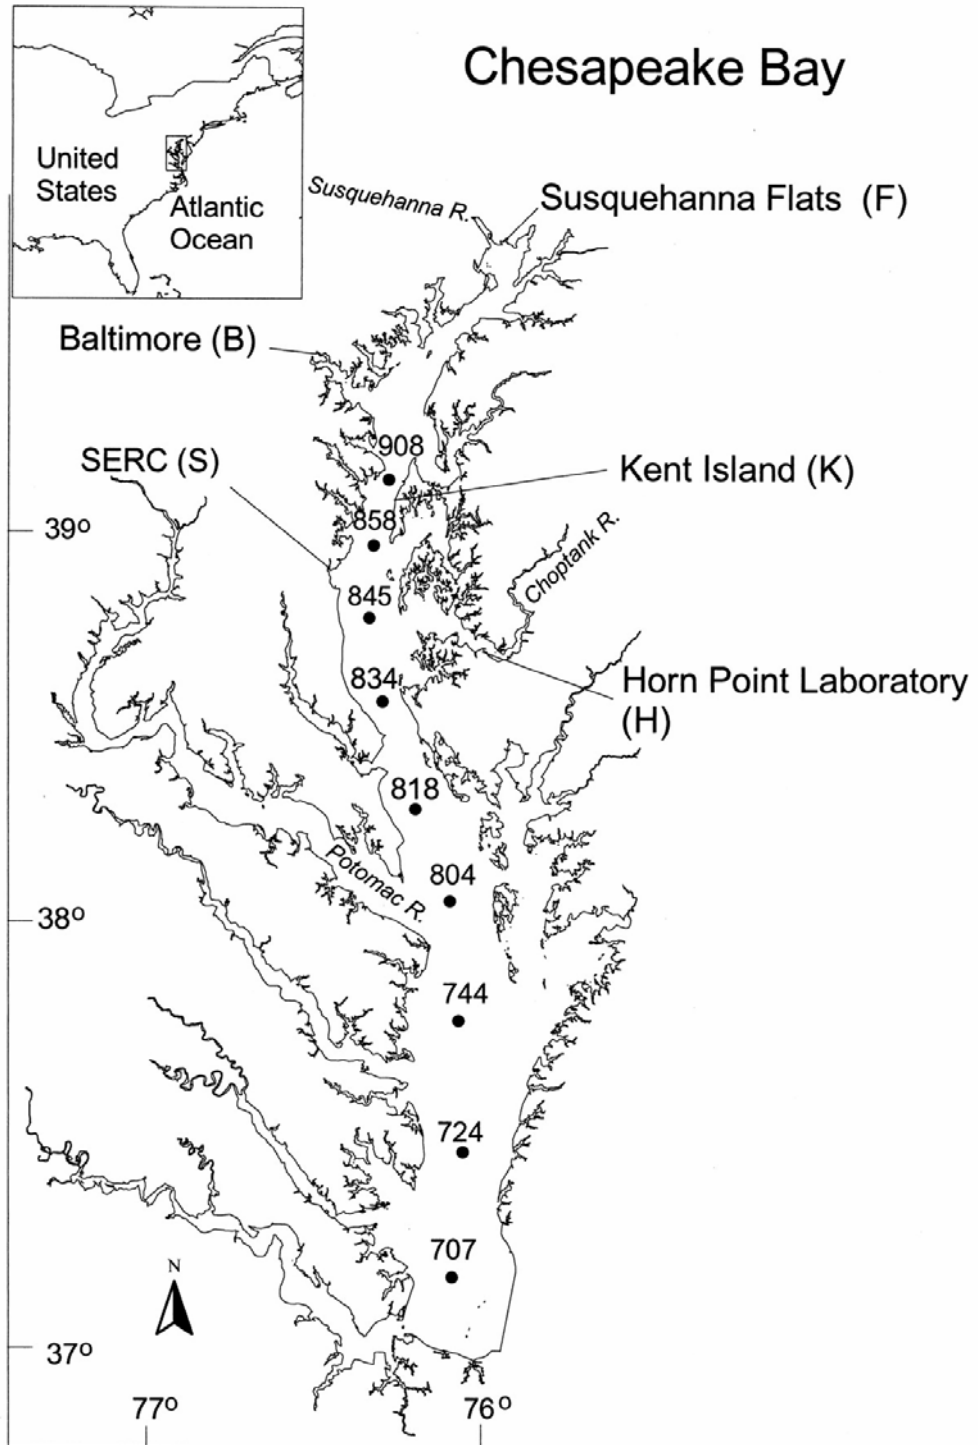 Chesapeake Bay
United
States
Atlantic
Ocean
Susquehanna R.
Susquehanna Flats (F)
Baltimore (B)
908
SERC (S)
Kent Island (K)
858
39o
Choptank R.
845
834
Horn Point Laboratory
(H)
818
Potomac R.
804
38o
744
724
707
N
37o
77o
76o